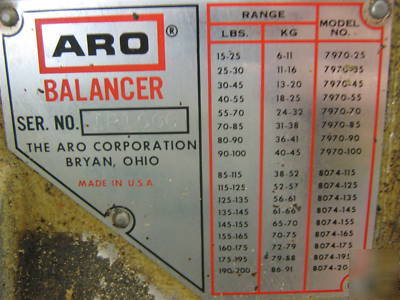 ARO®
BALANCER
SER. NO.
THE ARO CORPORATION
BRYAN, OHIO
MADE IN U.S.A
RANGE MODEL
LBS. KG NO.
15-25 6-11 7970-25
25-30 11-16 7970-35
30-45 13-20 7970-45
40-55 18-25 7970-55
55-70 24-32 7970-70
70-85 31-38 7970-85
80-90 36-41 7970-90
90-100 40-45 7970-100
85-115 38-52 8074-115
115-125 52-57 8074-125
125-135 56-61 8074-135
135-145 61-66 8074-145
145-155 65-70 8074-155
155-165 70-75 8074-165
160-175 72-79 8074-175
175-195 79-88 8074-195
190-200 86-91